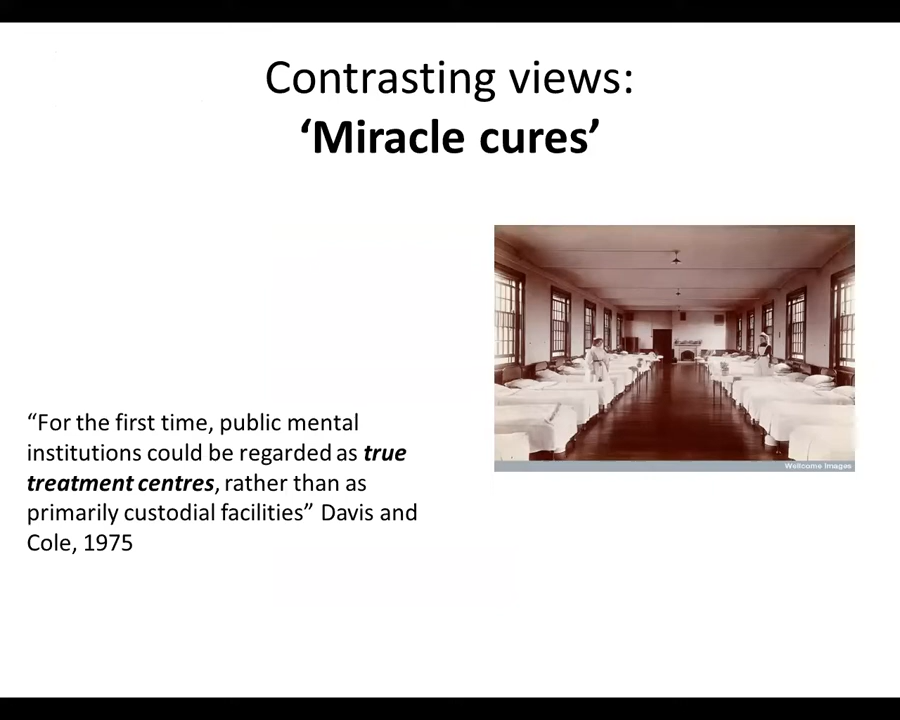 Contrasting views:
‘Miracle cures’
“For the first time, public mental
institutions could be regarded as true
treatment centres, rather than as
primarily custodial facilities” Davis and
Cole, 1975
Wellcome Images